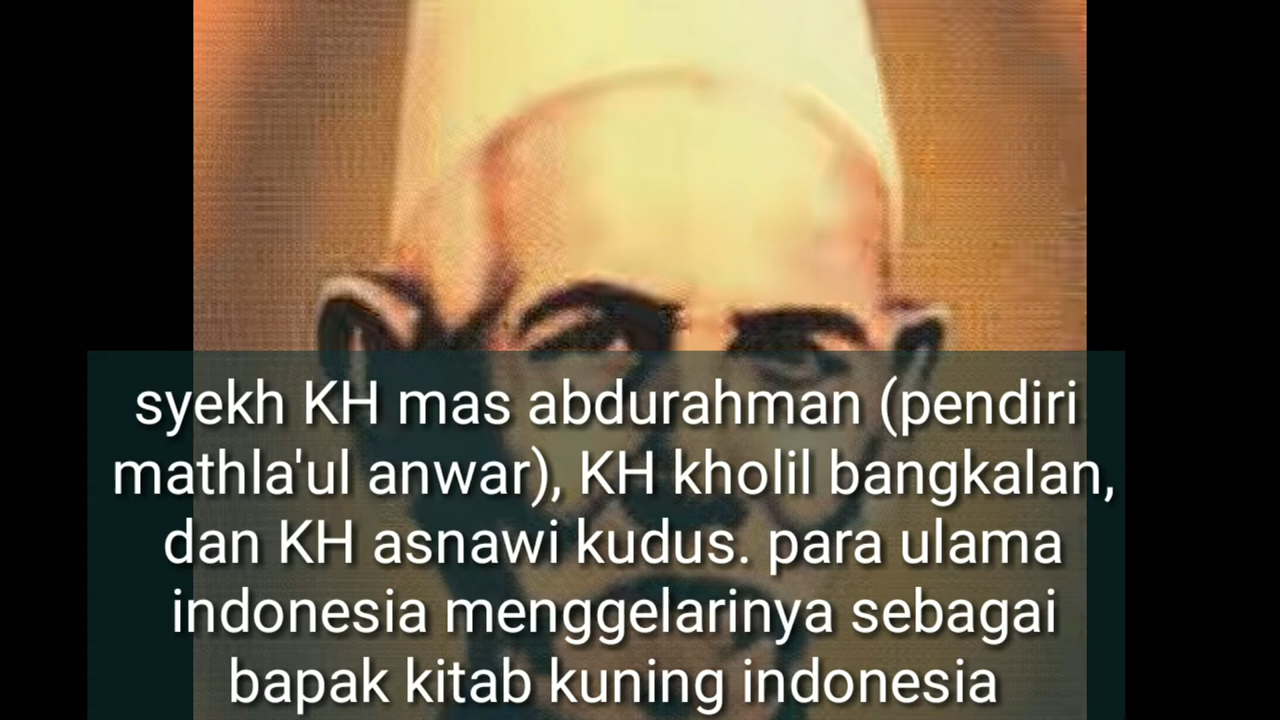 syekh KH mas abdurahman (pendiri
mathla'ul anwar), KH kholil bangkalan,
dan KH asnawi kudus. para ulama
indonesia menggelarinya sebagai
bapak kitab kuning indonesia